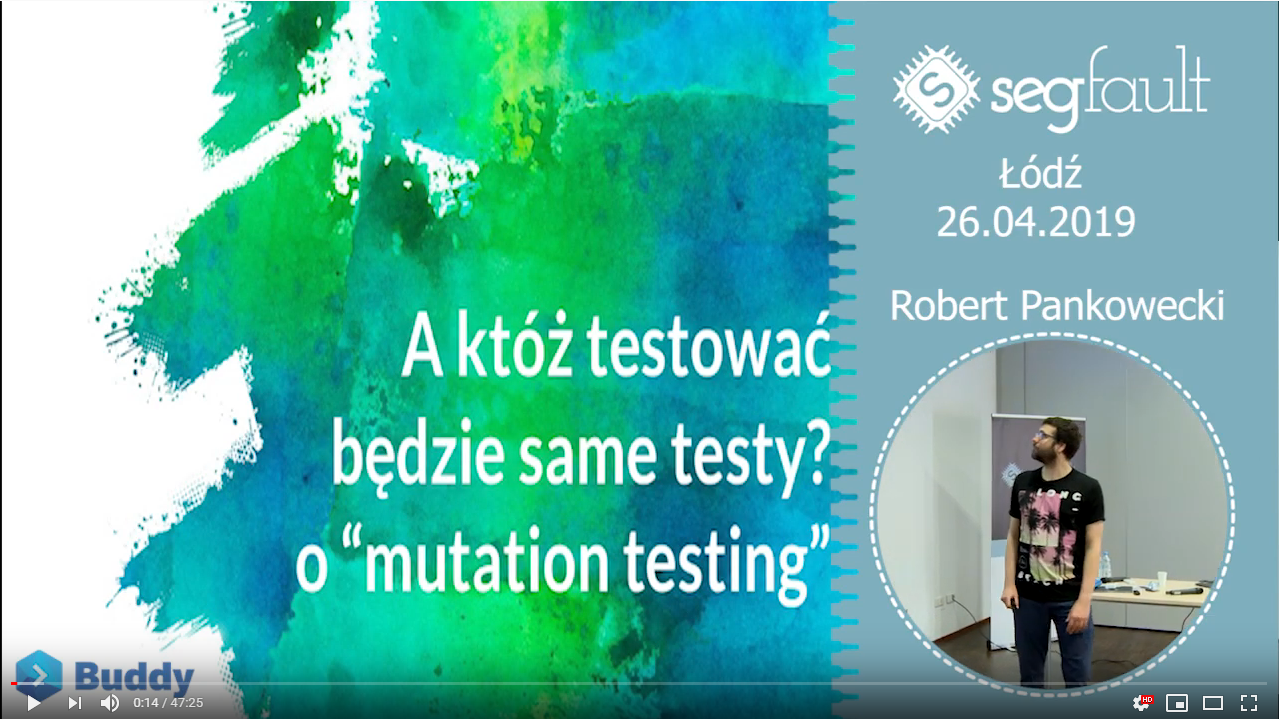 A któż testować
będzie same testy?
o “mutation testing”
segfault
Łódź
26.04.2019
Robert Pankowecki
Buddy
0:14 / 47:25
HD